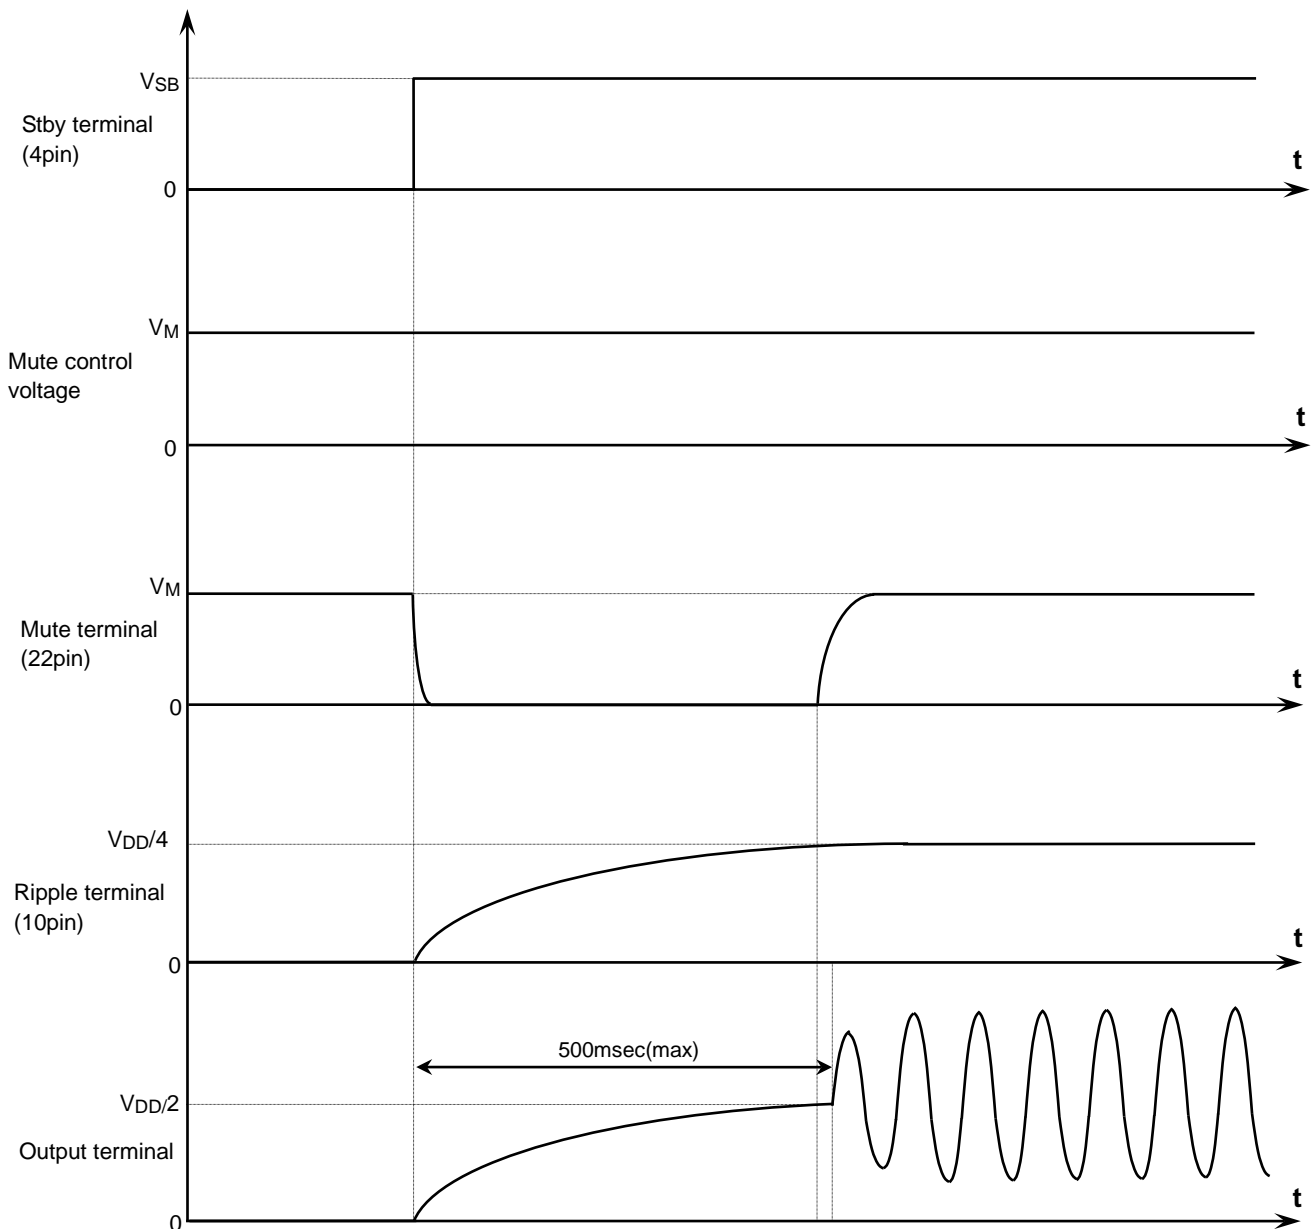 VSB
Stby terminal
(4pin)
t
0
VM
Mute control
voltage
t
0
VM
Mute terminal
(22pin)
t
0
VDD/4
Ripple terminal
(10pin)
t
0
500msec(max)
VDD/2
Output terminal
t
0